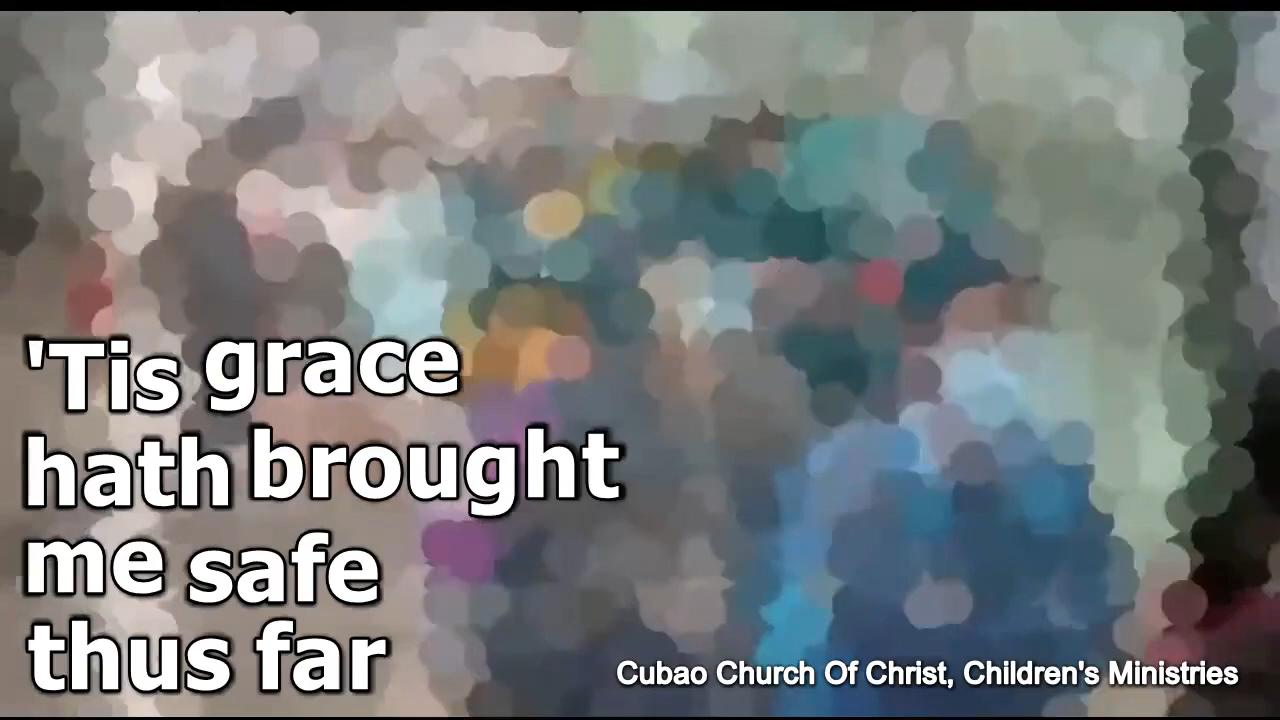 'Tis grace
hath brought
me safe
thus far
Cubao Church Of Christ, Children's Ministries